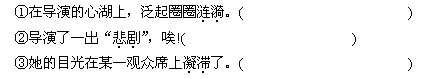 ①在导演的心湖上，泛起圈圈涟漪。(　　　　　　)
②导演了一出“悲剧”，唉!(　　　　　　)
③她的目光在某一观众席上凝滞了。(　　　　　　)